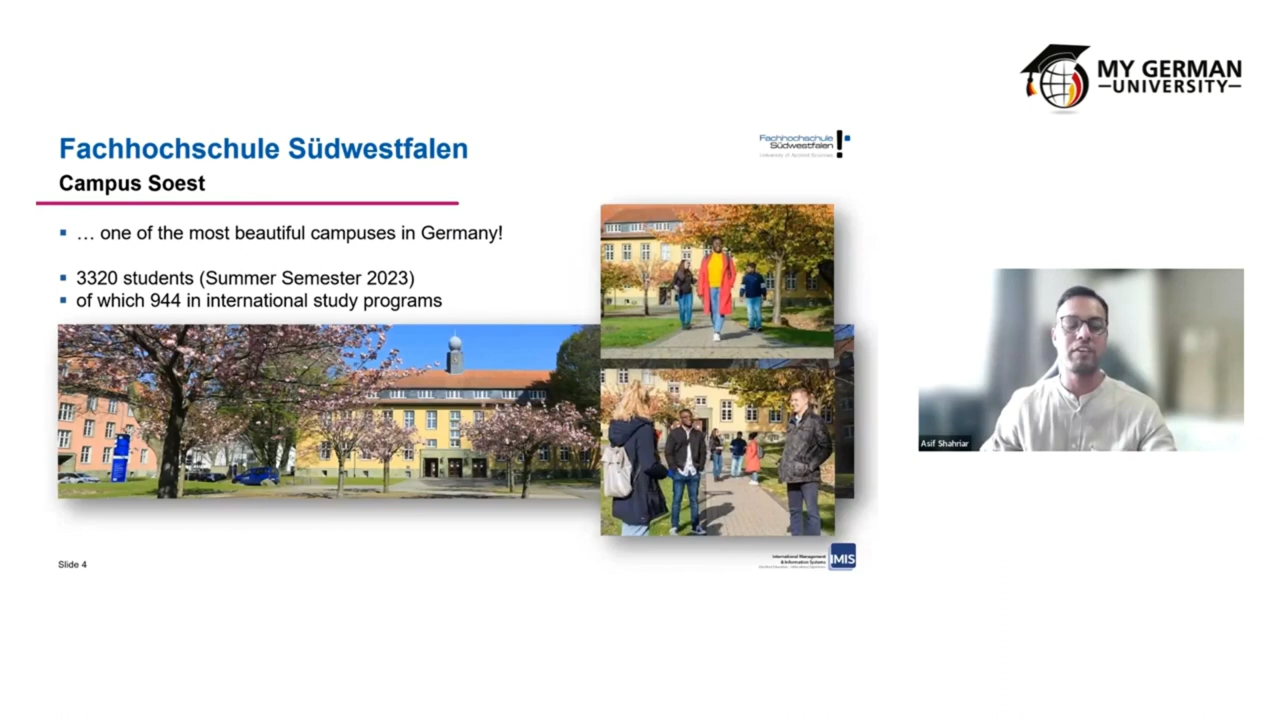 MY GERMAN
UNIVERSITY
Fachhochschule Südwestfalen
Campus Soest
Fachhochschule
Südwestfalen
University of Applied Sciences
… one of the most beautiful campuses in Germany!
3320 students (Summer Semester 2023)
of which 944 in international study programs
Asif Shahriar
Slide 4
International Management
& Information Systems
IMIS